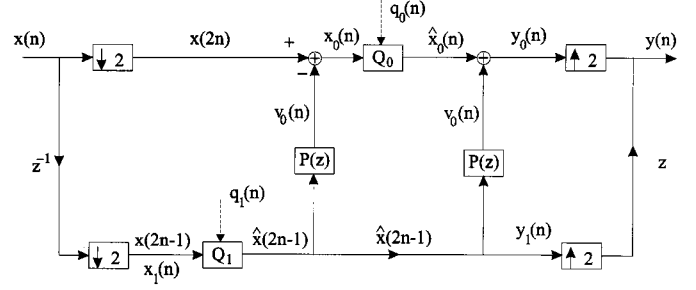 q₀(n)
x(n) ↓ 2 x(2n) + x₀(n) Q₀ x̂₀(n) y₀(n) ↑ 2 y(n)
−
v₀(n) v₀(n)
z⁻¹ P(z) P(z) z
q₁(n)
↓ 2 x(2n-1) Q₁ x̂(2n-1) x̂(2n-1) y₁(n) ↑ 2
x₁(n)